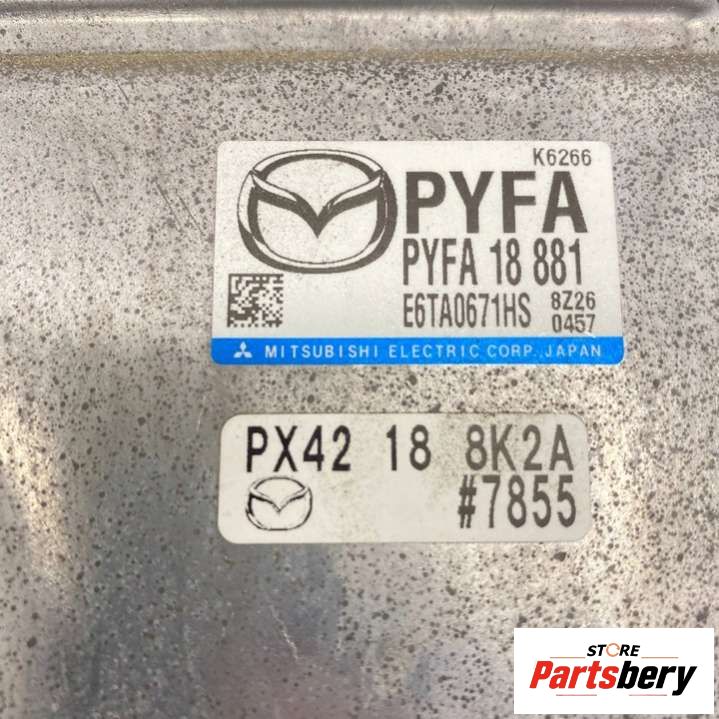 K6266
PYFA
PYFA 18 881
E6TA0671HS 8Z26
0457
MITSUBISHI ELECTRIC CORP. JAPAN
PX42 18 8K2A
#7855
STORE
Partsbery